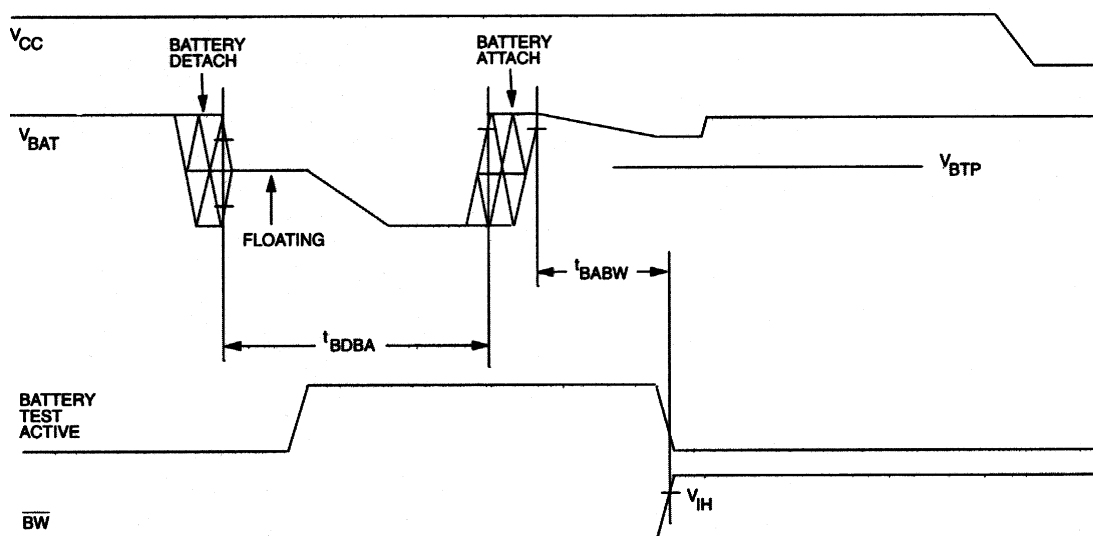 VCC
BATTERY
DETACH
BATTERY
ATTACH
VBAT
VBTP
FLOATING
tBABW
tBDBA
BATTERY
TEST
ACTIVE
VIH
BW